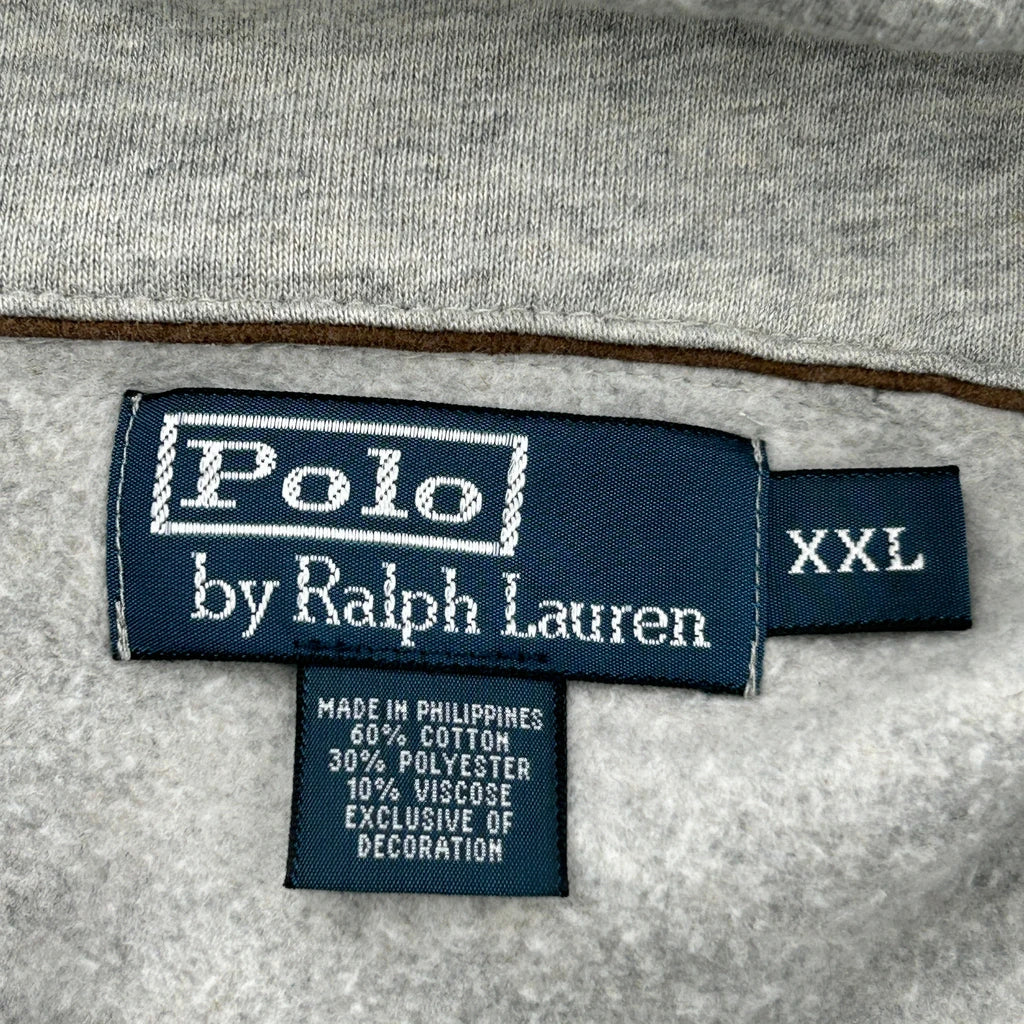 Polo
by Ralph Lauren
XXL
MADE IN PHILIPPINES
60% COTTON
30% POLYESTER
10% VISCOSE
EXCLUSIVE OF
DECORATION